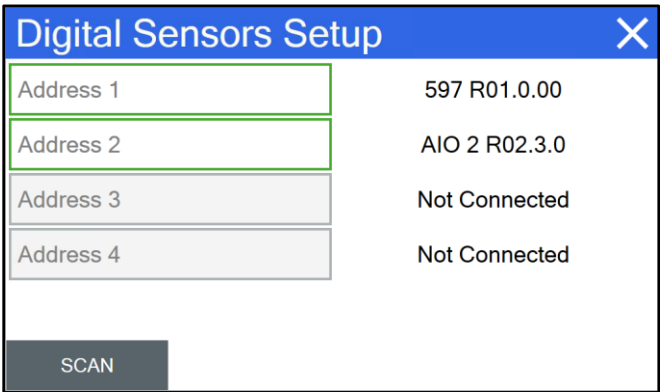 Digital Sensors Setup
Address 1 597 R01.0.00
Address 2 AIO 2 R02.3.0
Address 3 Not Connected
Address 4 Not Connected
SCAN